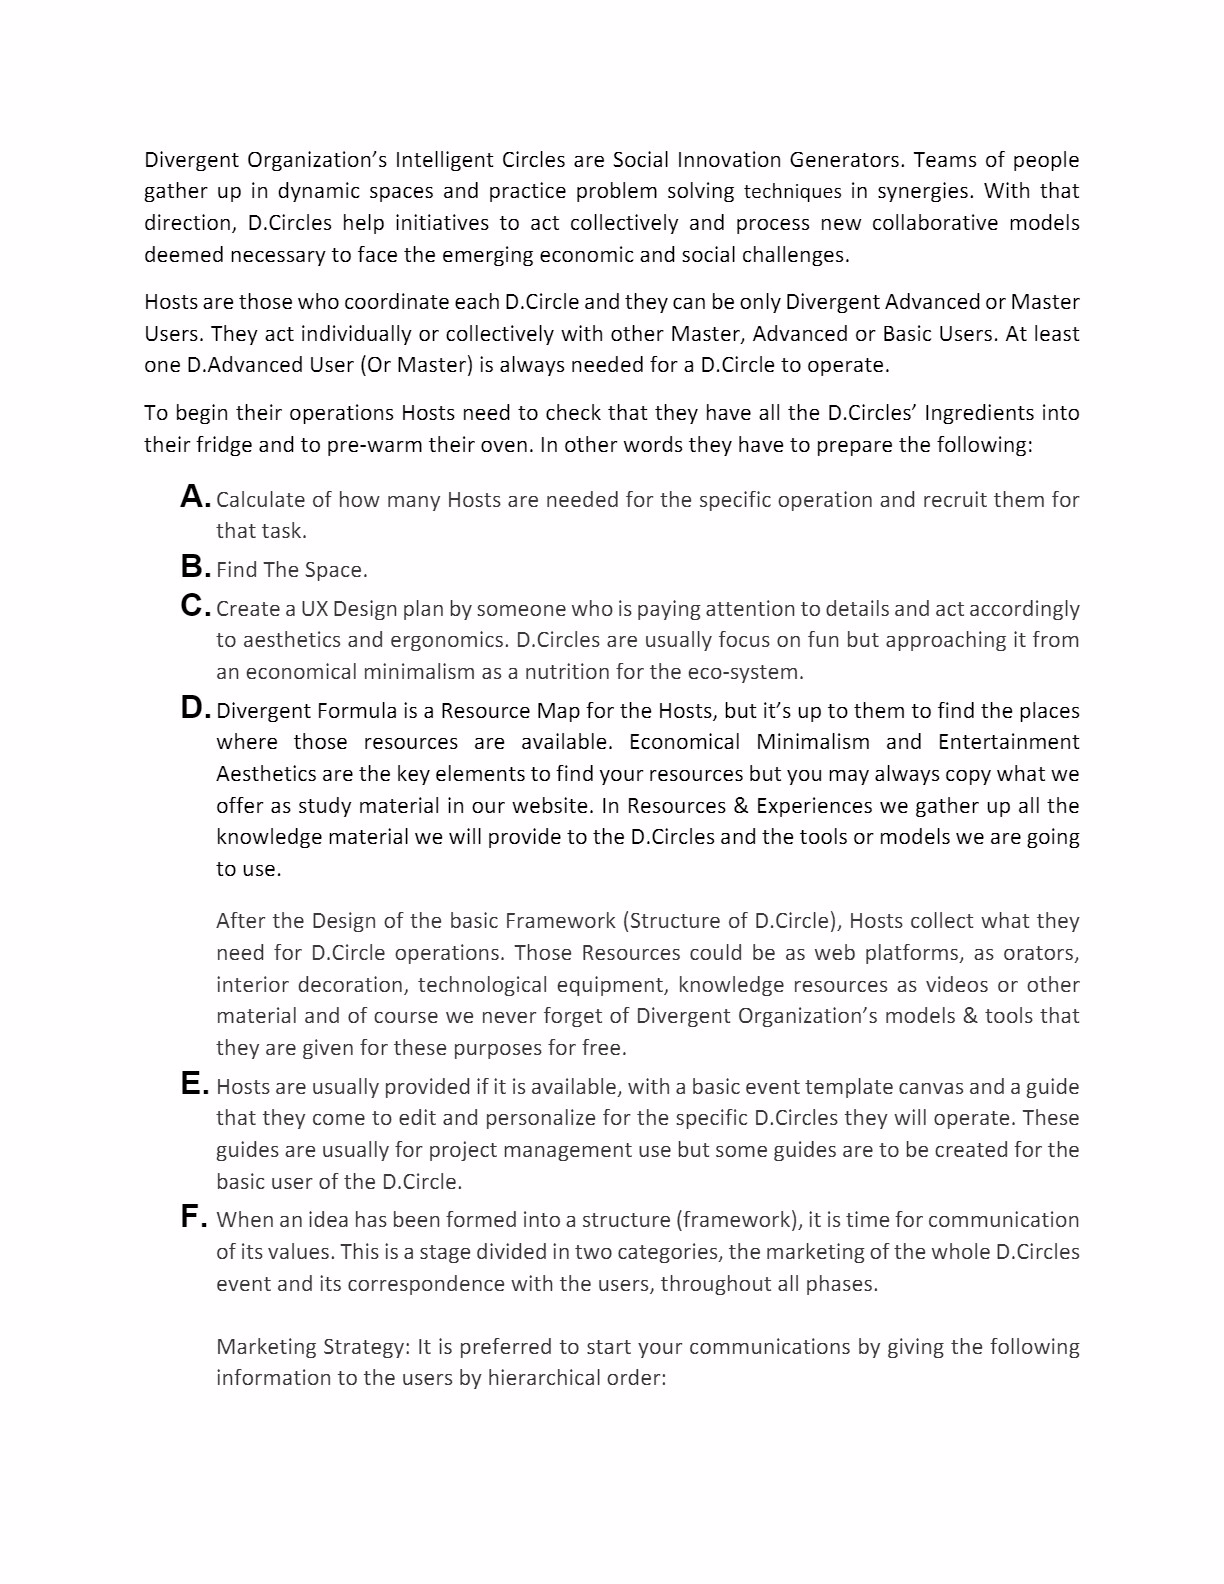 Divergent Organization’s Intelligent Circles are Social Innovation Generators. Teams of people
gather up in dynamic spaces and practice problem solving techniques in synergies. With that
direction, D.Circles help initiatives to act collectively and process new collaborative models
deemed necessary to face the emerging economic and social challenges.
Hosts are those who coordinate each D.Circle and they can be only Divergent Advanced or Master
Users. They act individually or collectively with other Master, Advanced or Basic Users. At least
one D.Advanced User (Or Master) is always needed for a D.Circle to operate.
To begin their operations Hosts need to check that they have all the D.Circles’ Ingredients into
their fridge and to pre-warm their oven. In other words they have to prepare the following:
A. Calculate of how many Hosts are needed for the specific operation and recruit them for
that task.
B. Find The Space.
C. Create a UX Design plan by someone who is paying attention to details and act accordingly
to aesthetics and ergonomics. D.Circles are usually focus on fun but approaching it from
an economical minimalism as a nutrition for the eco-system.
D. Divergent Formula is a Resource Map for the Hosts, but it’s up to them to find the places
where those resources are available. Economical Minimalism and Entertainment
Aesthetics are the key elements to find your resources but you may always copy what we
offer as study material in our website. In Resources & Experiences we gather up all the
knowledge material we will provide to the D.Circles and the tools or models we are going
to use.
After the Design of the basic Framework (Structure of D.Circle), Hosts collect what they
need for D.Circle operations. Those Resources could be as web platforms, as orators,
interior decoration, technological equipment, knowledge resources as videos or other
material and of course we never forget of Divergent Organization’s models & tools that
they are given for these purposes for free.
E. Hosts are usually provided if it is available, with a basic event template canvas and a guide
that they come to edit and personalize for the specific D.Circles they will operate. These
guides are usually for project management use but some guides are to be created for the
basic user of the D.Circle.
F. When an idea has been formed into a structure (framework), it is time for communication
of its values. This is a stage divided in two categories, the marketing of the whole D.Circles
event and its correspondence with the users, throughout all phases.
Marketing Strategy: It is preferred to start your communications by giving the following
information to the users by hierarchical order: